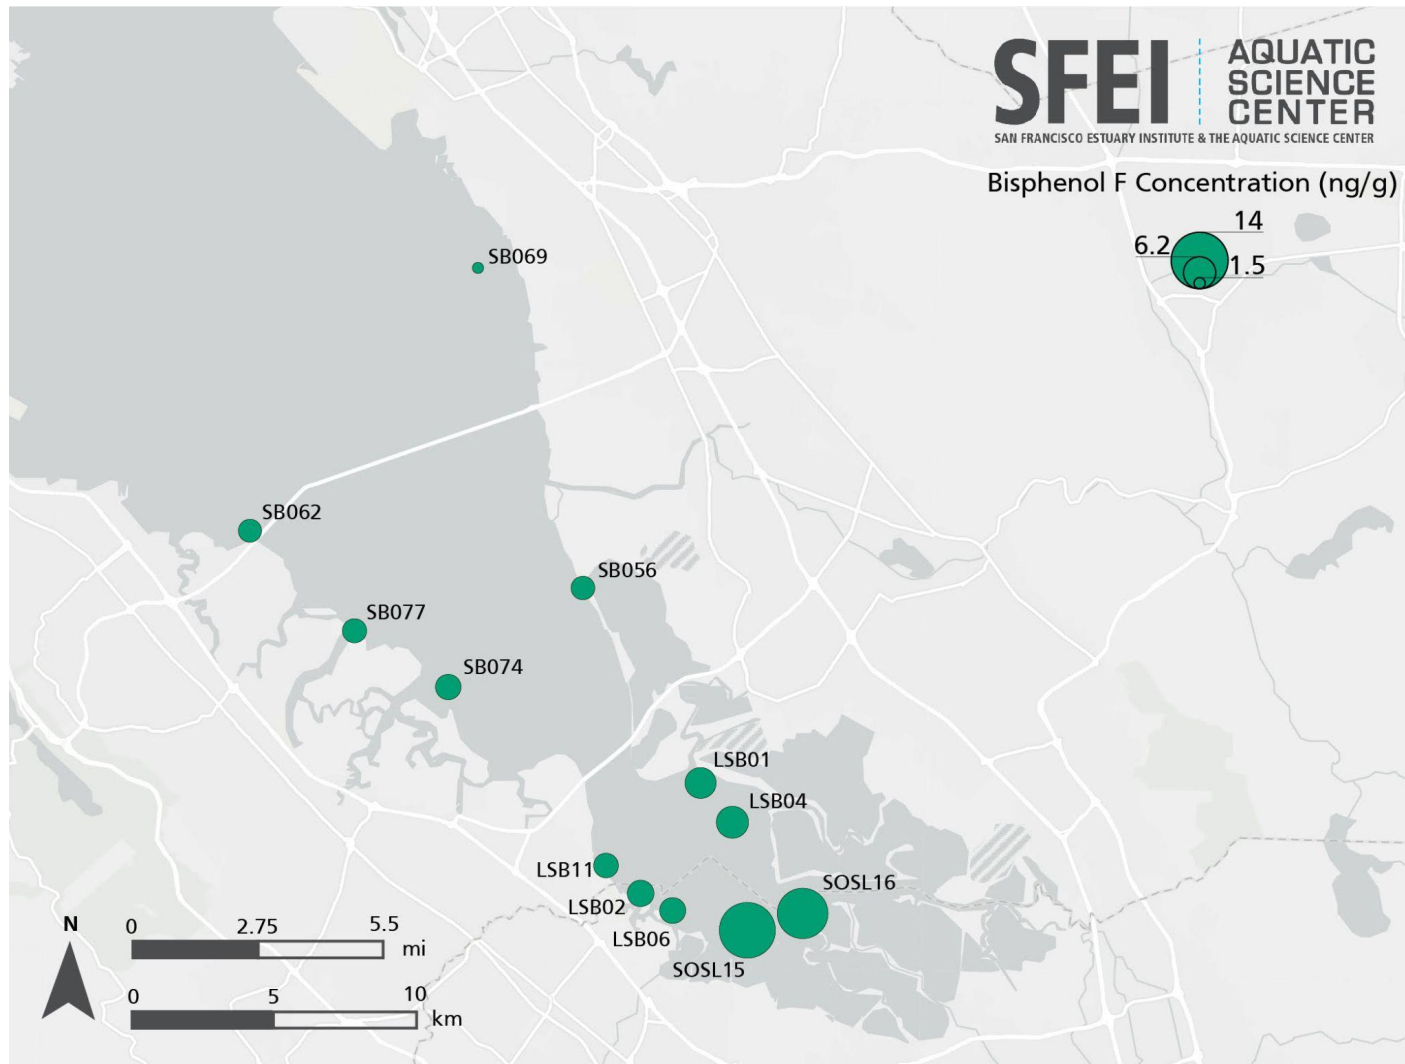 SFEI
AQUATIC
SCIENCE
CENTER
SAN FRANCISCO ESTUARY INSTITUTE & THE AQUATIC SCIENCE CENTER
Bisphenol F Concentration (ng/g)
14
6.2
1.5
SB069
SB062
SB056
SB077
SB074
LSB01
LSB04
LSB11
SOSL16
LSB02
LSB06
SOSL15
N
0 2.75 5.5
mi
0 5 10
km